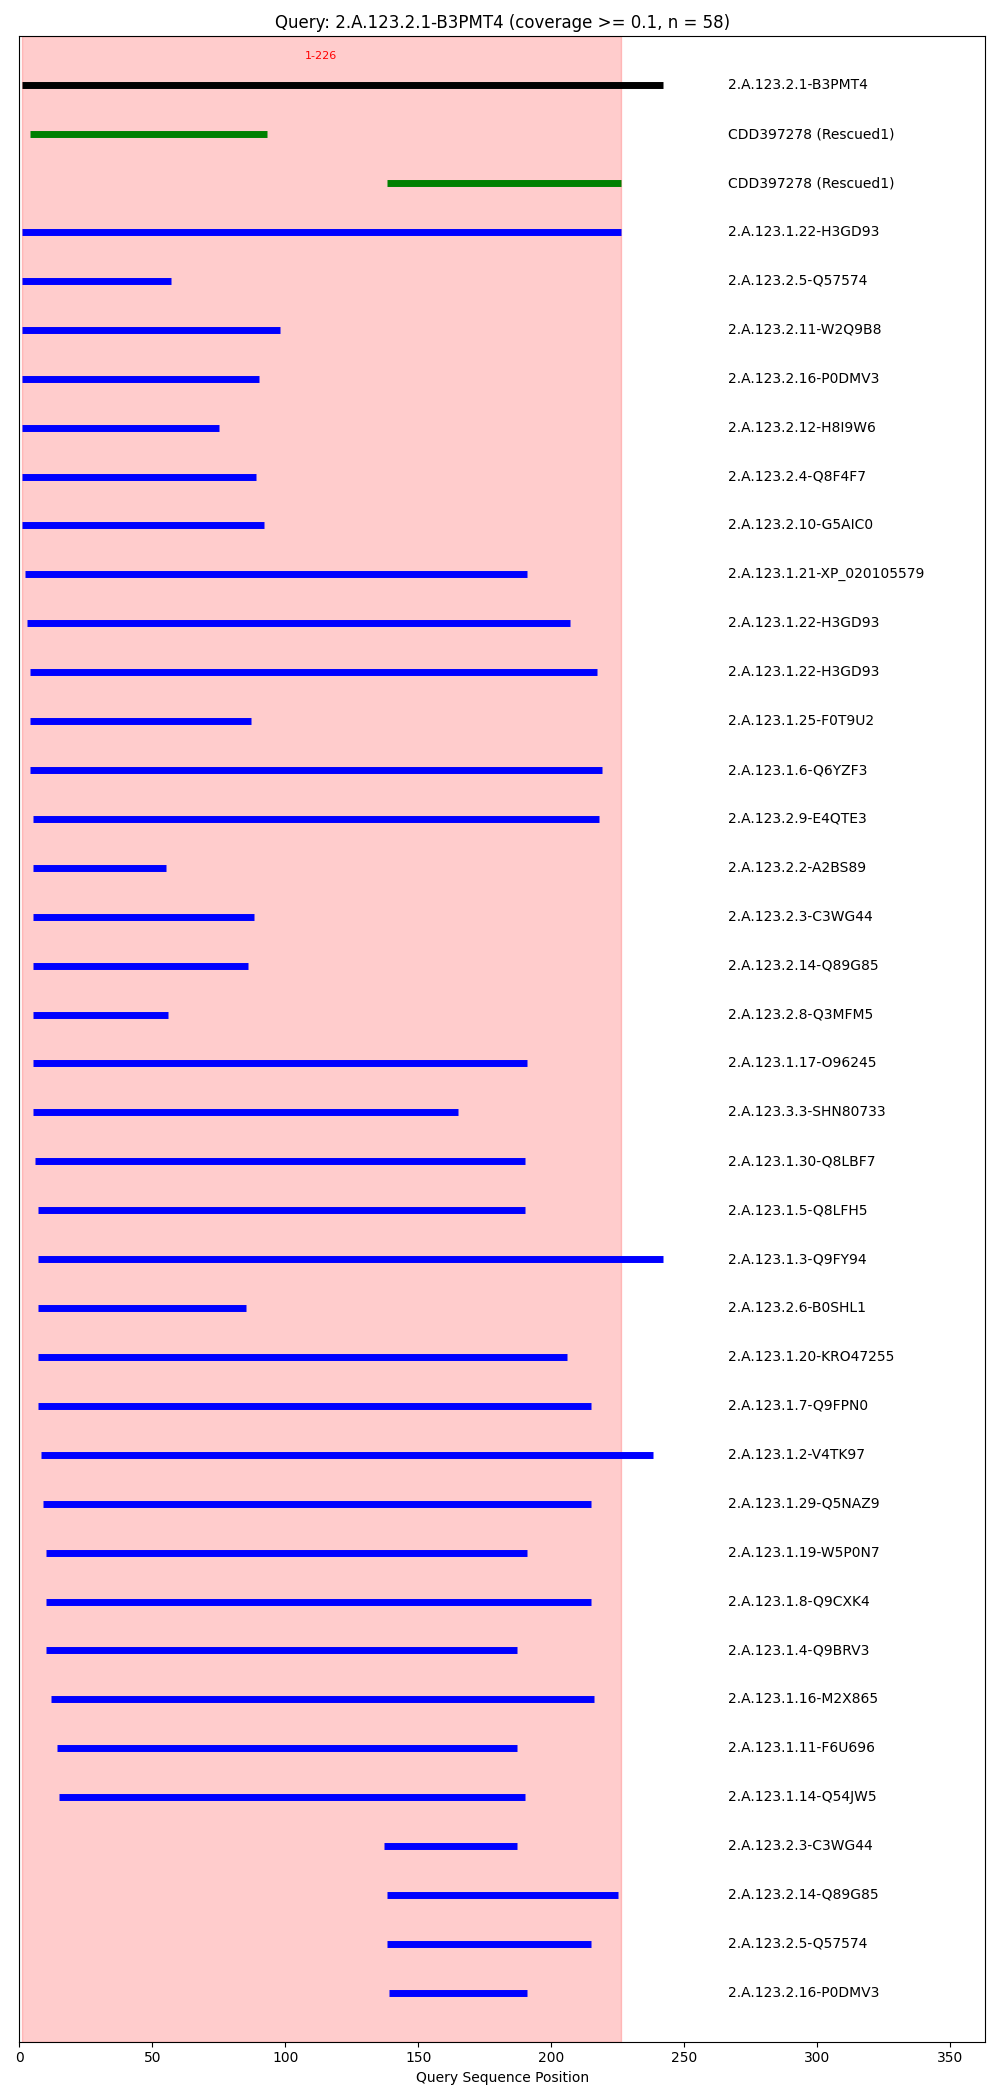 Query: 2.A.123.2.1-B3PMT4 (coverage >= 0.1, n = 58)
1-226
2.A.123.2.1-B3PMT4
CDD397278 (Rescued1)
CDD397278 (Rescued1)
2.A.123.1.22-H3GD93
2.A.123.2.5-Q57574
2.A.123.2.11-W2Q9B8
2.A.123.2.16-P0DMV3
2.A.123.2.12-H8I9W6
2.A.123.2.4-Q8F4F7
2.A.123.2.10-G5AIC0
2.A.123.1.21-XP_020105579
2.A.123.1.22-H3GD93
2.A.123.1.22-H3GD93
2.A.123.1.25-F0T9U2
2.A.123.1.6-Q6YZF3
2.A.123.2.9-E4QTE3
2.A.123.2.2-A2BS89
2.A.123.2.3-C3WG44
2.A.123.2.14-Q89G85
2.A.123.2.8-Q3MFM5
2.A.123.1.17-O96245
2.A.123.3.3-SHN80733
2.A.123.1.30-Q8LBF7
2.A.123.1.5-Q8LFH5
2.A.123.1.3-Q9FY94
2.A.123.2.6-B0SHL1
2.A.123.1.20-KRO47255
2.A.123.1.7-Q9FPN0
2.A.123.1.2-V4TK97
2.A.123.1.29-Q5NAZ9
2.A.123.1.19-W5P0N7
2.A.123.1.8-Q9CXK4
2.A.123.1.4-Q9BRV3
2.A.123.1.16-M2X865
2.A.123.1.11-F6U696
2.A.123.1.14-Q54JW5
2.A.123.2.3-C3WG44
2.A.123.2.14-Q89G85
2.A.123.2.5-Q57574
2.A.123.2.16-P0DMV3
0 50 100 150 200 250 300 350
Query Sequence Position